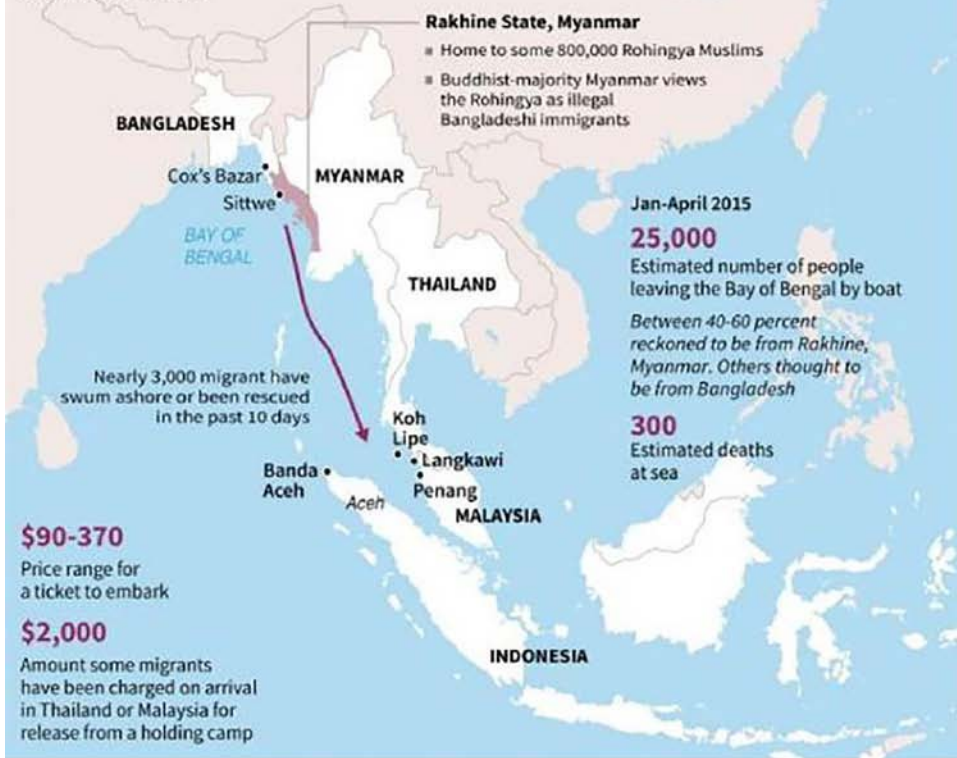 Rakhine State, Myanmar
Home to some 800,000 Rohingya Muslims
Buddhist-majority Myanmar views
the Rohingya as illegal
Bangladeshi immigrants
BANGLADESH
Cox's Bazar
Sittwe
MYANMAR
BAY OF
BENGAL
THAILAND
Jan-April 2015
25,000
Estimated number of people
leaving the Bay of Bengal by boat
Between 40-60 percent
reckoned to be from Rakhine,
Myanmar. Others thought to
be from Bangladesh
300
Estimated deaths
at sea
Nearly 3,000 migrant have
swum ashore or been rescued
in the past 10 days
Koh
Lipe
Langkawi
Penang
MALAYSIA
Banda
Aceh
Aceh
INDONESIA
$90-370
Price range for
a ticket to embark
$2,000
Amount some migrants
have been charged on arrival
in Thailand or Malaysia for
release from a holding camp